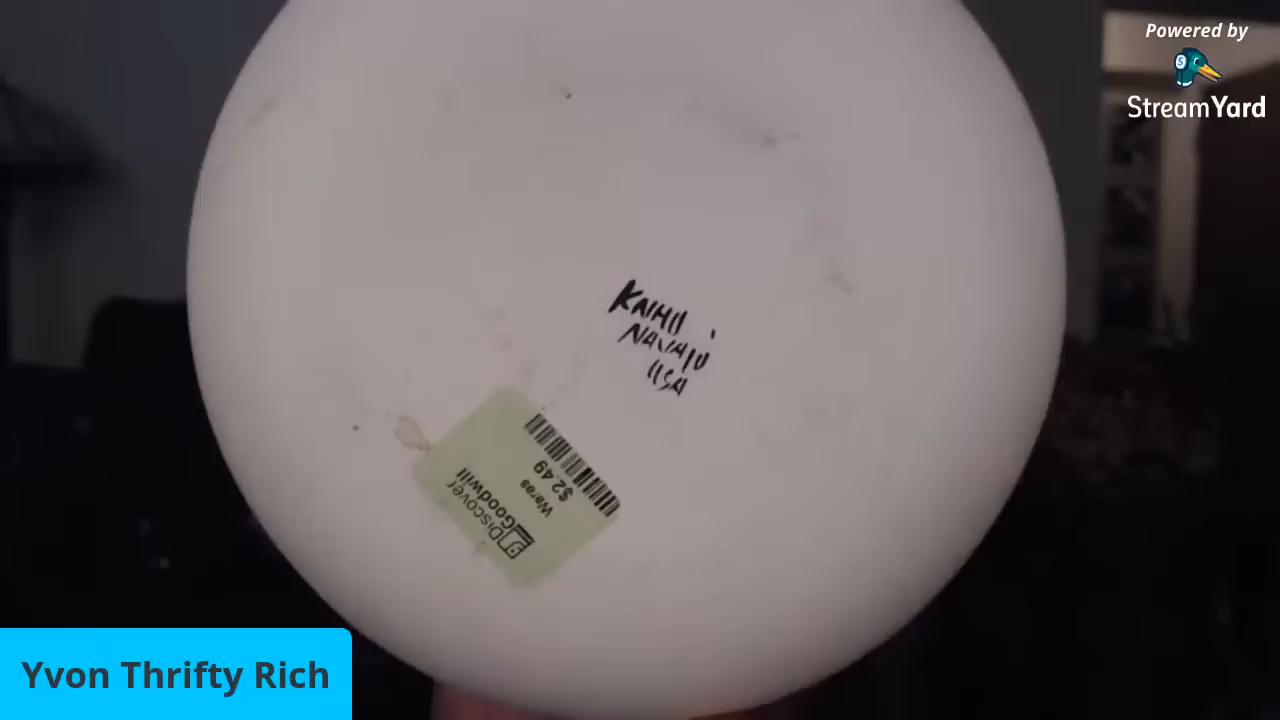 Powered by
StreamYard
KAIHU
NAVAJO
USA
$2.49
Wares
Discover
Goodwill
Yvon Thrifty Rich